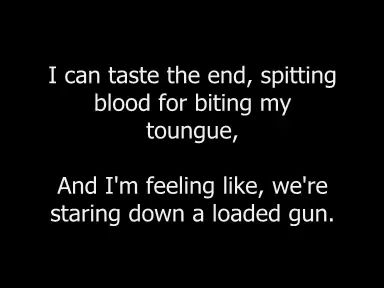 I can taste the end, spitting
blood for biting my
toungue,
And I'm feeling like, we're
staring down a loaded gun.